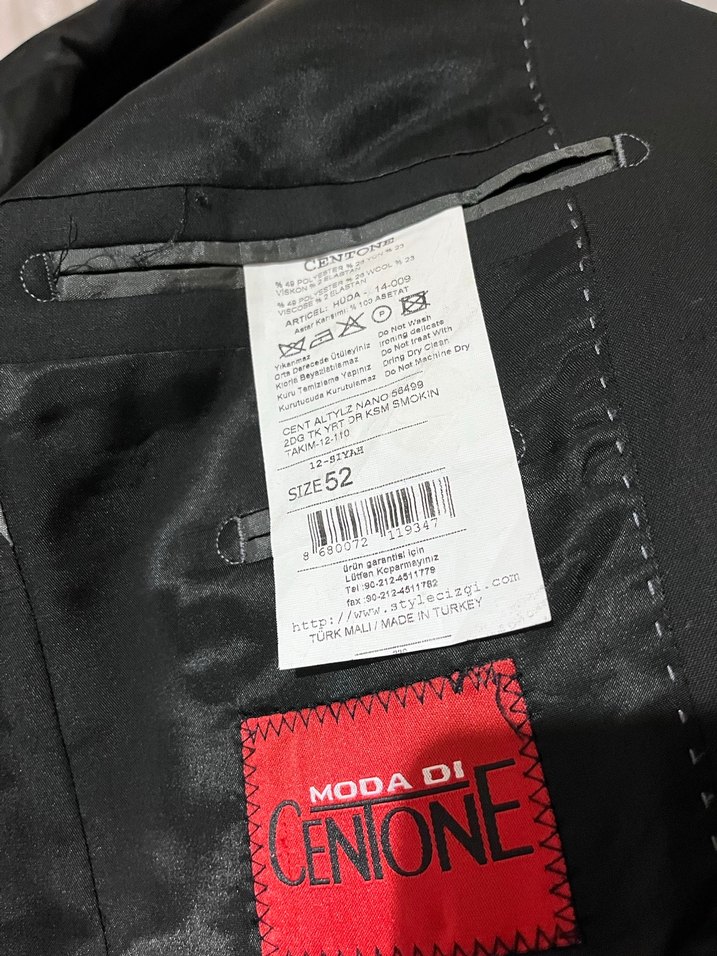 CENTONE
% 49 POLYESTER % 26 YÜN % 23
VISKON % 2 ELASTAN
% 49 POLYESTER % 26 WOOL % 23
VISCOSE % 2 ELASTAN
ARTICEL: HUDA - 14-009
Astar Karışımı: % 100 ASETAT
P
Yıkanmaz Do Not Wash
Orta Derecede Ütüleyiniz Ironing delicate
Klorla Beyazlatılamaz Do Not Treat With
Kuru Temizleme Yapınız Dring Dry Clean
Kurutucuda Kurutulamaz Do Not Machine Dry
CENT ALTYLZ NANO 56499
2DG TK YRT DR KSM SMOKIN
TAKIM-12-110
12-SIYAH
SIZE 52
8 680072 119347
ürün garantisi için
Lütfen Koparmayınız
Tel :90-212-4511779
fax :90-212-4511782
http://www.stylecizgi.com
TÜRK MALI / MADE IN TURKEY
MODA DI
CENTONE